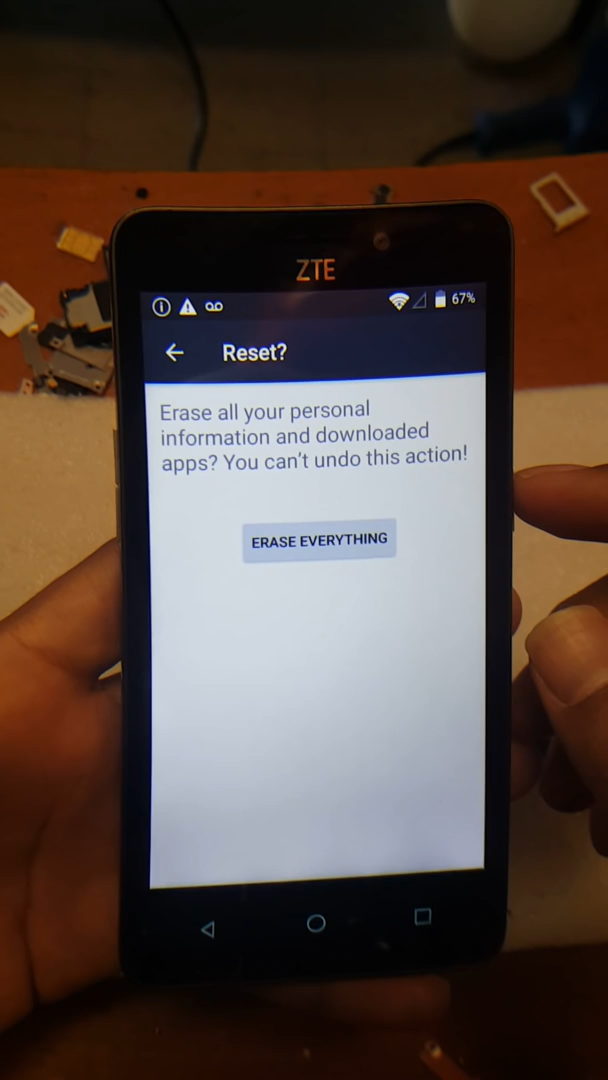 ZTE
67%
Reset?
Erase all your personal
information and downloaded
apps? You can't undo this action!
ERASE EVERYTHING